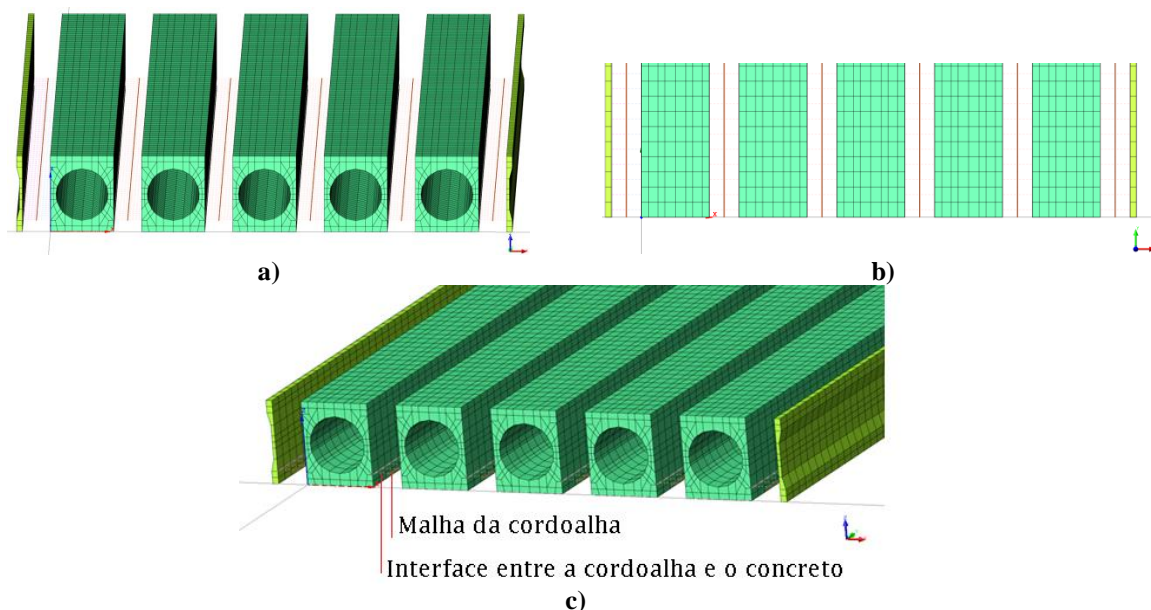 a)
b)
Malha da cordoalha
Interface entre a cordoalha e o concreto
c)